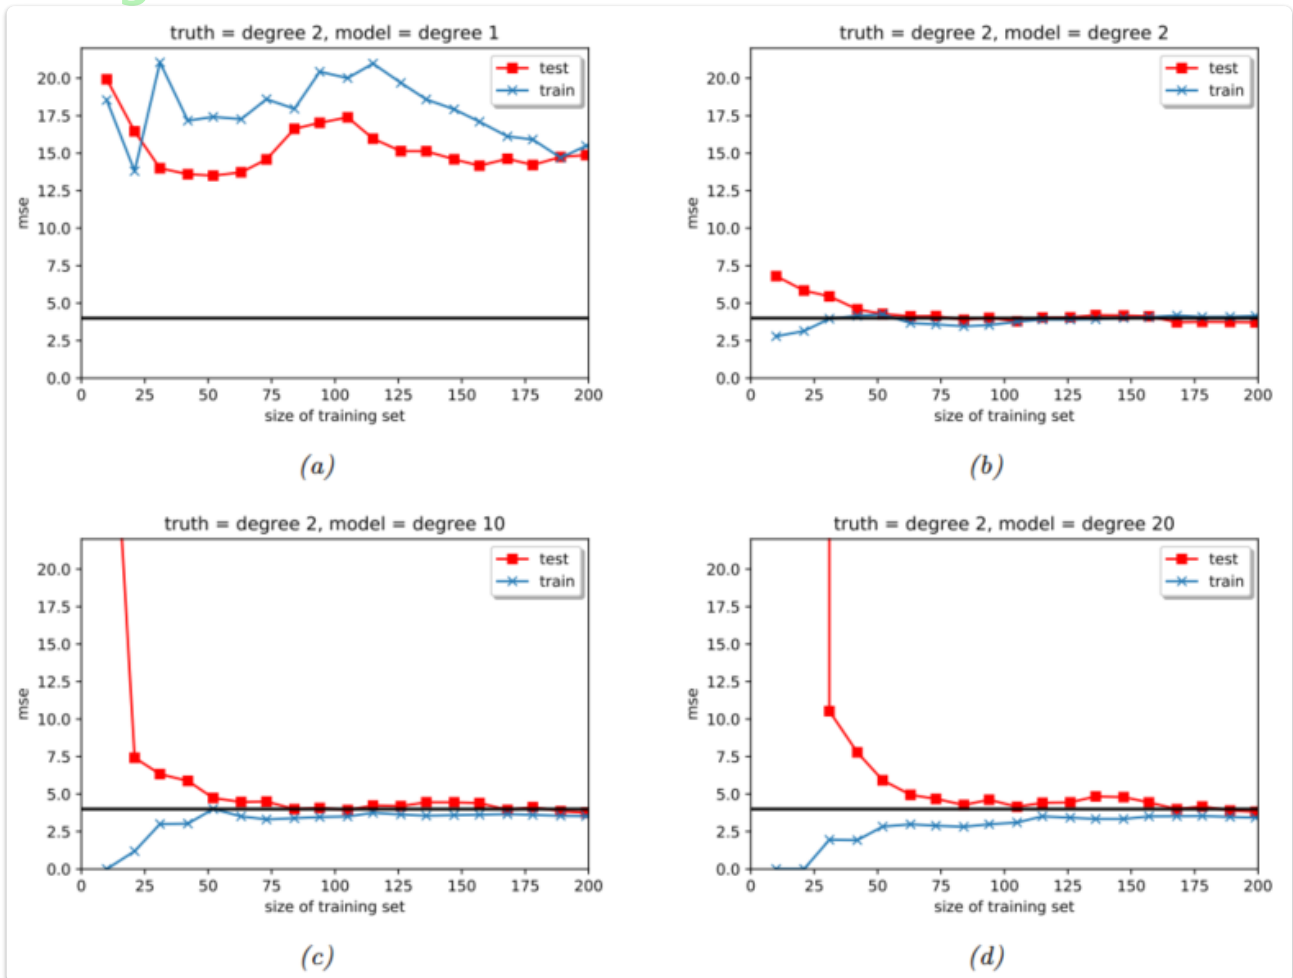 truth = degree 2, model = degree 1
20.0
17.5
15.0
12.5
10.0
7.5
5.0
2.5
0.0
mse
test
train
0 25 50 75 100 125 150 175 200
size of training set
(a)
truth = degree 2, model = degree 2
20.0
17.5
15.0
12.5
10.0
7.5
5.0
2.5
0.0
mse
test
train
0 25 50 75 100 125 150 175 200
size of training set
(b)
truth = degree 2, model = degree 10
20.0
17.5
15.0
12.5
10.0
7.5
5.0
2.5
0.0
mse
test
train
0 25 50 75 100 125 150 175 200
size of training set
(c)
truth = degree 2, model = degree 20
20.0
17.5
15.0
12.5
10.0
7.5
5.0
2.5
0.0
mse
test
train
0 25 50 75 100 125 150 175 200
size of training set
(d)